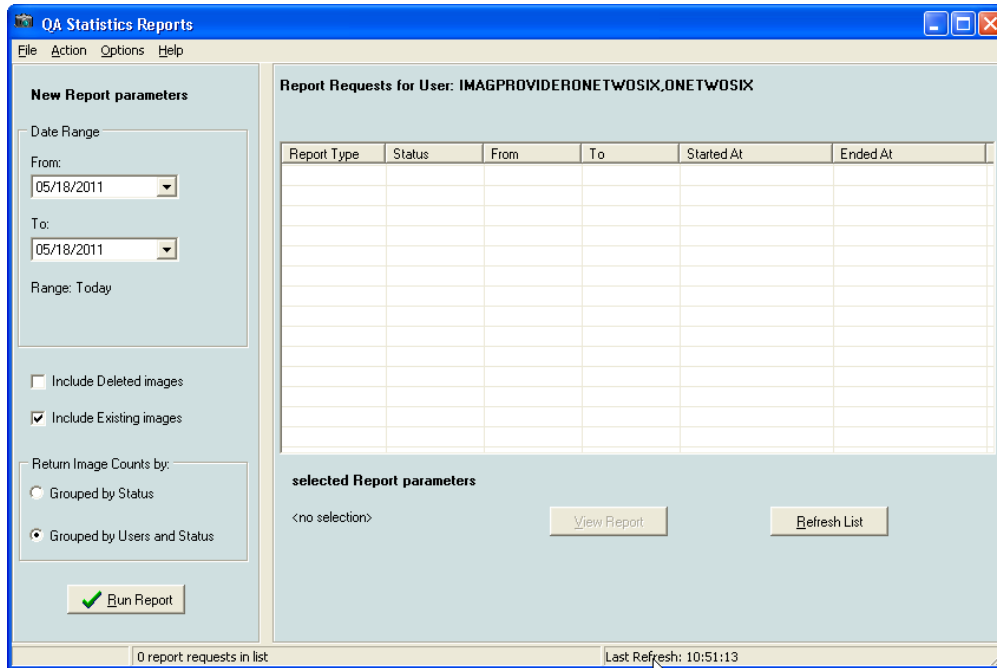 QA Statistics Reports
File Action Options Help
New Report parameters
Date Range
From:
05/18/2011
To:
05/18/2011
Range: Today
Include Deleted images
Include Existing images
Return Image Counts by:
Grouped by Status
Grouped by Users and Status
Run Report
Report Requests for User: IMAGPROVIDERONETWOSIX,ONETWOSIX
Report Type Status From To Started At Ended At
selected Report parameters
<no selection>
View Report
Refresh List
0 report requests in list
Last Refresh: 10:51:13